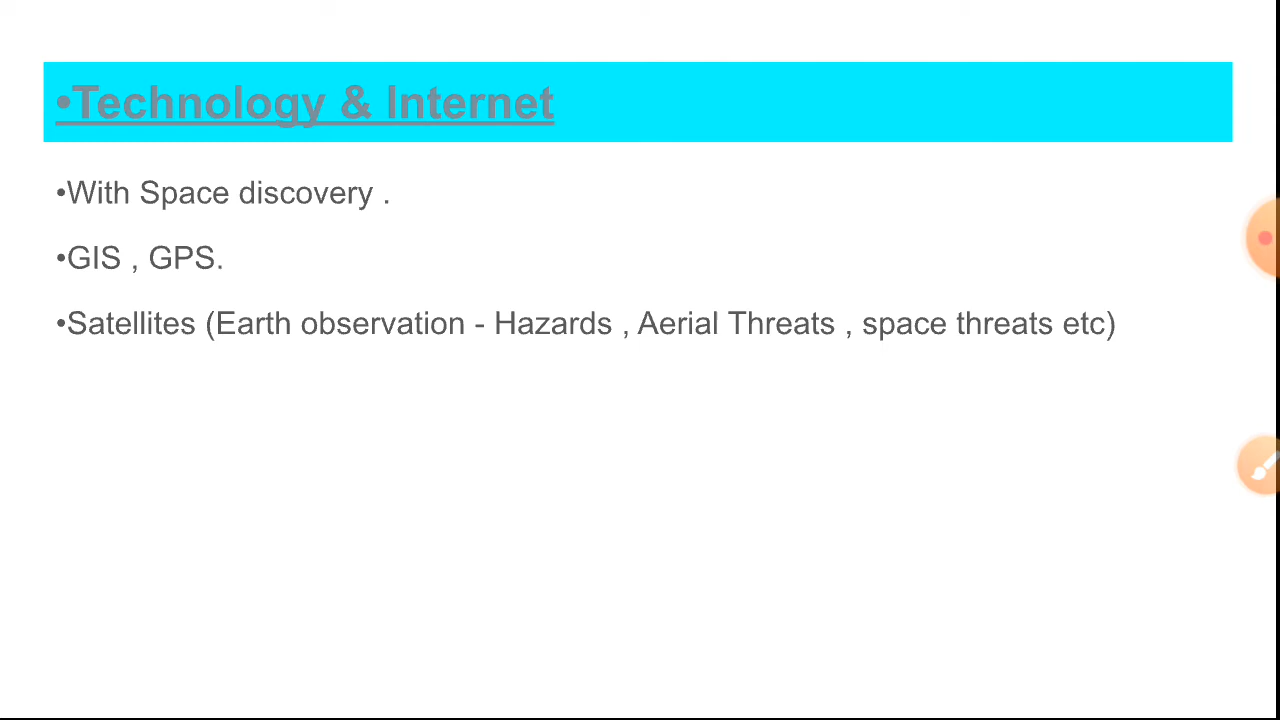 •Technology & Internet
•With Space discovery .
•GIS , GPS.
•Satellites (Earth observation - Hazards , Aerial Threats , space threats etc)